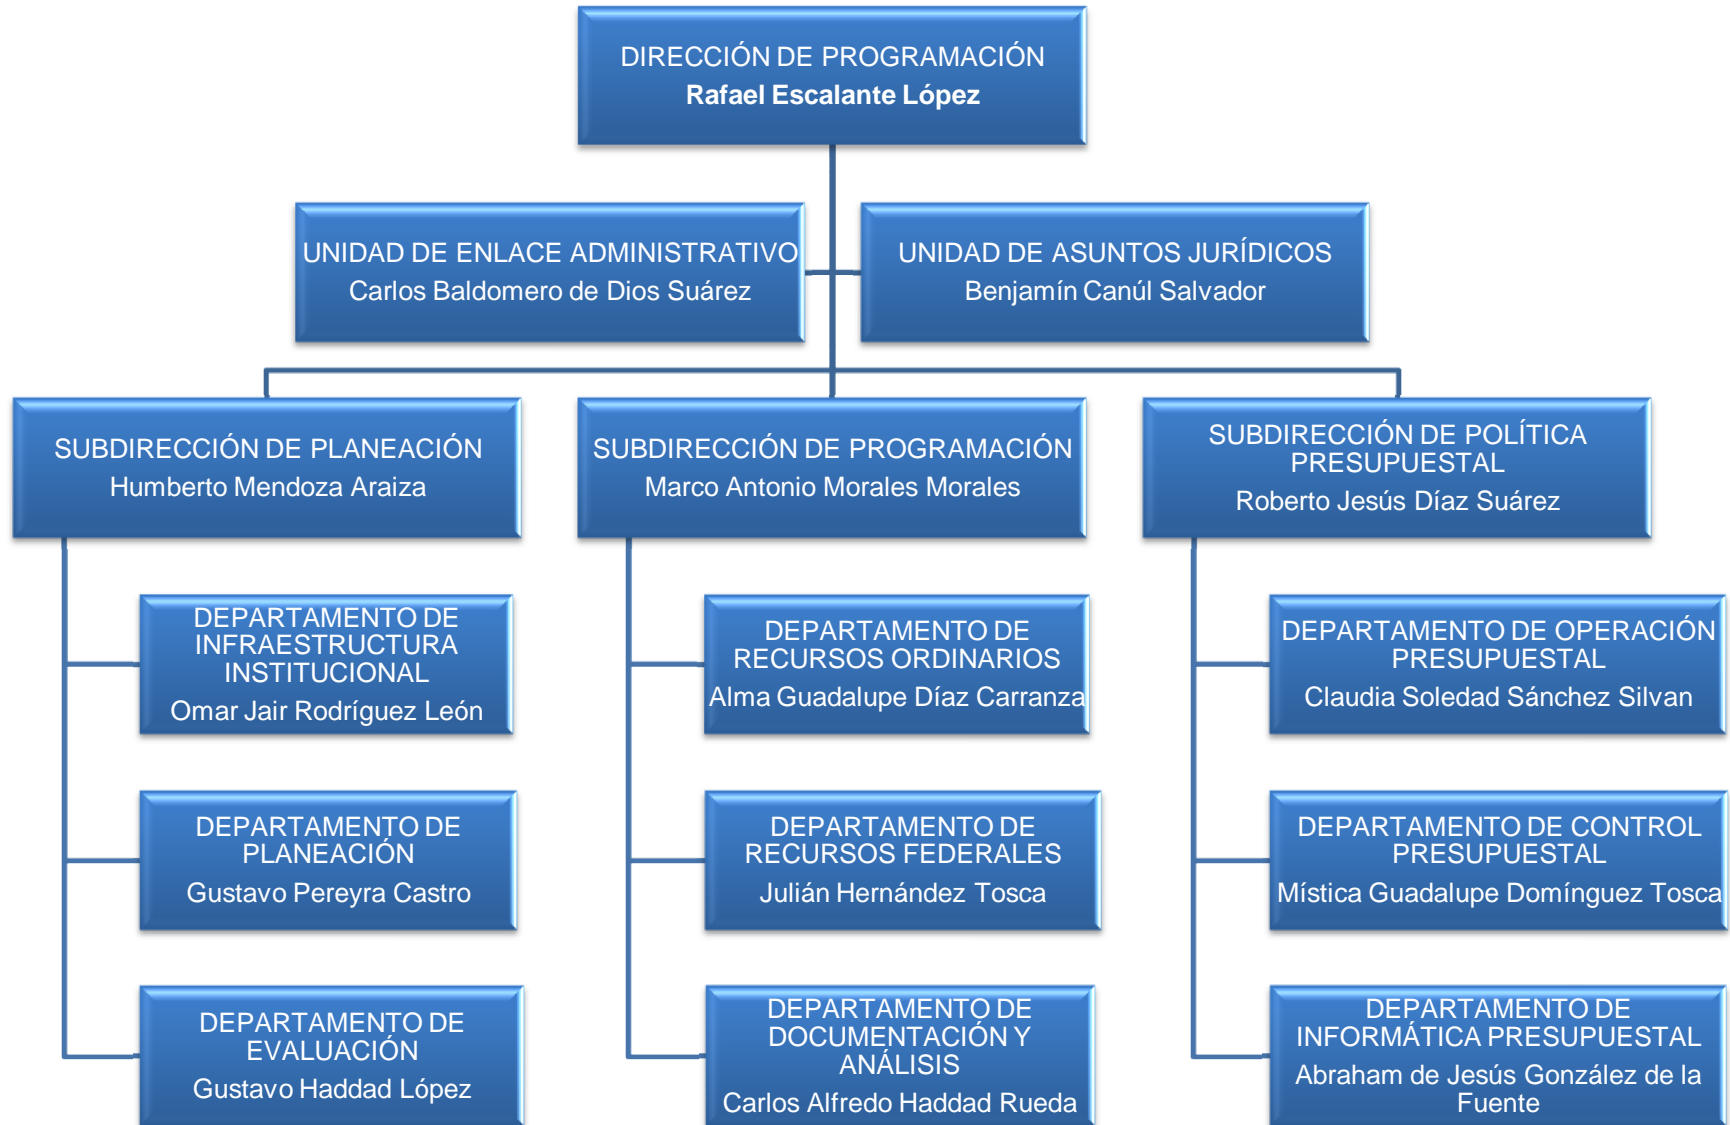 DIRECCIÓN DE PROGRAMACIÓN
Rafael Escalante López
UNIDAD DE ENLACE ADMINISTRATIVO
Carlos Baldomero de Dios Suárez
UNIDAD DE ASUNTOS JURÍDICOS
Benjamín Canúl Salvador
SUBDIRECCIÓN DE PLANEACIÓN
Humberto Mendoza Araiza
SUBDIRECCIÓN DE PROGRAMACIÓN
Marco Antonio Morales Morales
SUBDIRECCIÓN DE POLÍTICA
PRESUPUESTAL
Roberto Jesús Díaz Suárez
DEPARTAMENTO DE
INFRAESTRUCTURA
INSTITUCIONAL
Omar Jair Rodríguez León
DEPARTAMENTO DE
RECURSOS ORDINARIOS
Alma Guadalupe Díaz Carranza
DEPARTAMENTO DE OPERACIÓN
PRESUPUESTAL
Claudia Soledad Sánchez Silvan
DEPARTAMENTO DE
PLANEACIÓN
Gustavo Pereyra Castro
DEPARTAMENTO DE
RECURSOS FEDERALES
Julián Hernández Tosca
DEPARTAMENTO DE CONTROL
PRESUPUESTAL
Mística Guadalupe Domínguez Tosca
DEPARTAMENTO DE
EVALUACIÓN
Gustavo Haddad López
DEPARTAMENTO DE
DOCUMENTACIÓN Y
ANÁLISIS
Carlos Alfredo Haddad Rueda
DEPARTAMENTO DE
INFORMÁTICA PRESUPUESTAL
Abraham de Jesús González de la
Fuente